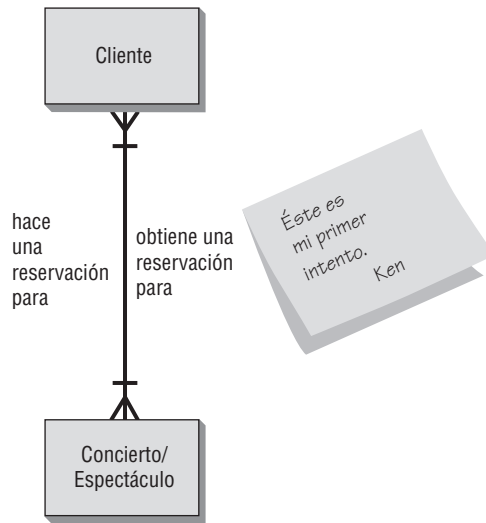 Cliente
hace
una
reservación
para
obtiene una
reservación
para
Éste es
mi primer
intento.
Ken
Concierto/
Espectáculo